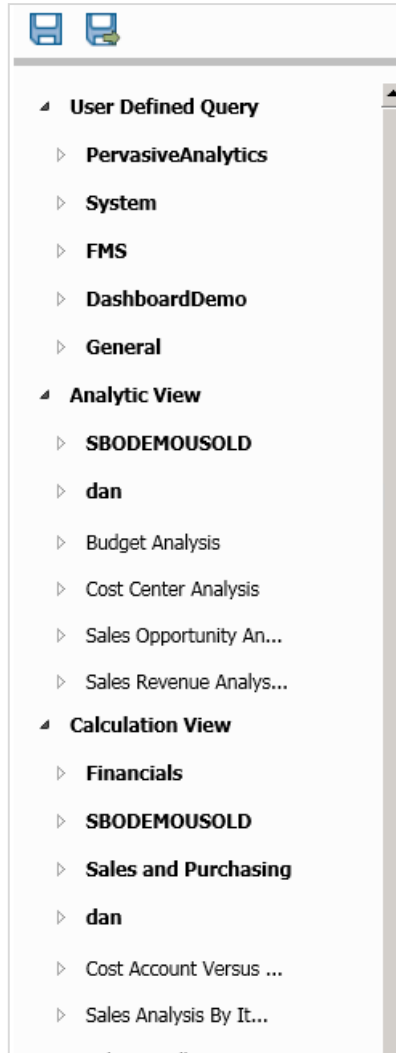 User Defined Query
PervasiveAnalytics
System
FMS
DashboardDemo
General
Analytic View
SBODEMOUSOLD
dan
Budget Analysis
Cost Center Analysis
Sales Opportunity An...
Sales Revenue Analys...
Calculation View
Financials
SBODEMOUSOLD
Sales and Purchasing
dan
Cost Account Versus ...
Sales Analysis By It...